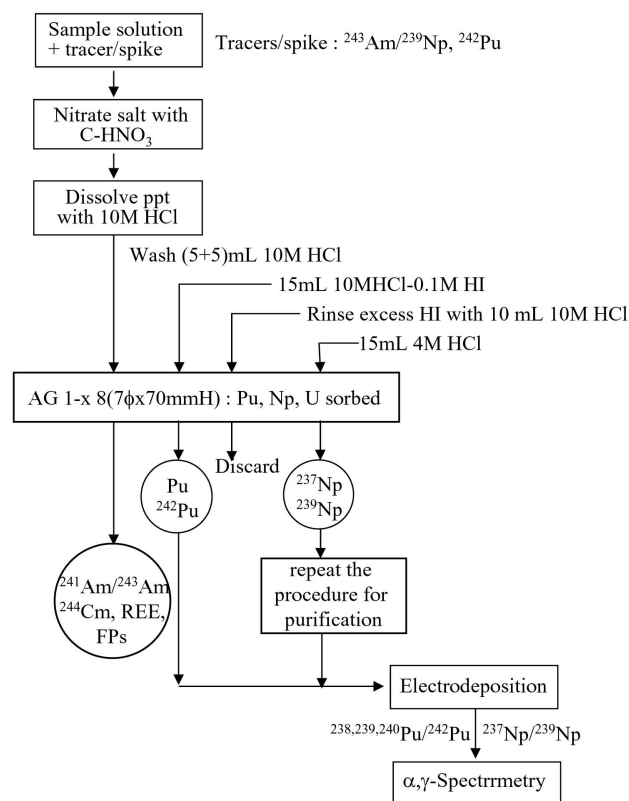 Sample solution
+ tracer/spike
Tracers/spike : ²⁴³Am/²³⁹Np, ²⁴²Pu
Nitrate salt with
C-HNO₃
Dissolve ppt
with 10M HCl
Wash (5+5)mL 10M HCl
15mL 10MHCl-0.1M HI
Rinse excess HI with 10 mL 10M HCl
15mL 4M HCl
AG 1-x 8(7ϕx70mmH) : Pu, Np, U sorbed
Discard
Pu
²⁴²Pu
²³⁷Np
²³⁹Np
²⁴¹Am/²⁴³Am
²⁴⁴Cm, REE,
FPs
repeat the
procedure for
purification
Electrodeposition
²³⁸,²³⁹,²⁴⁰Pu/²⁴²Pu
²³⁷Np/²³⁹Np
α,γ-Spectrrmetry